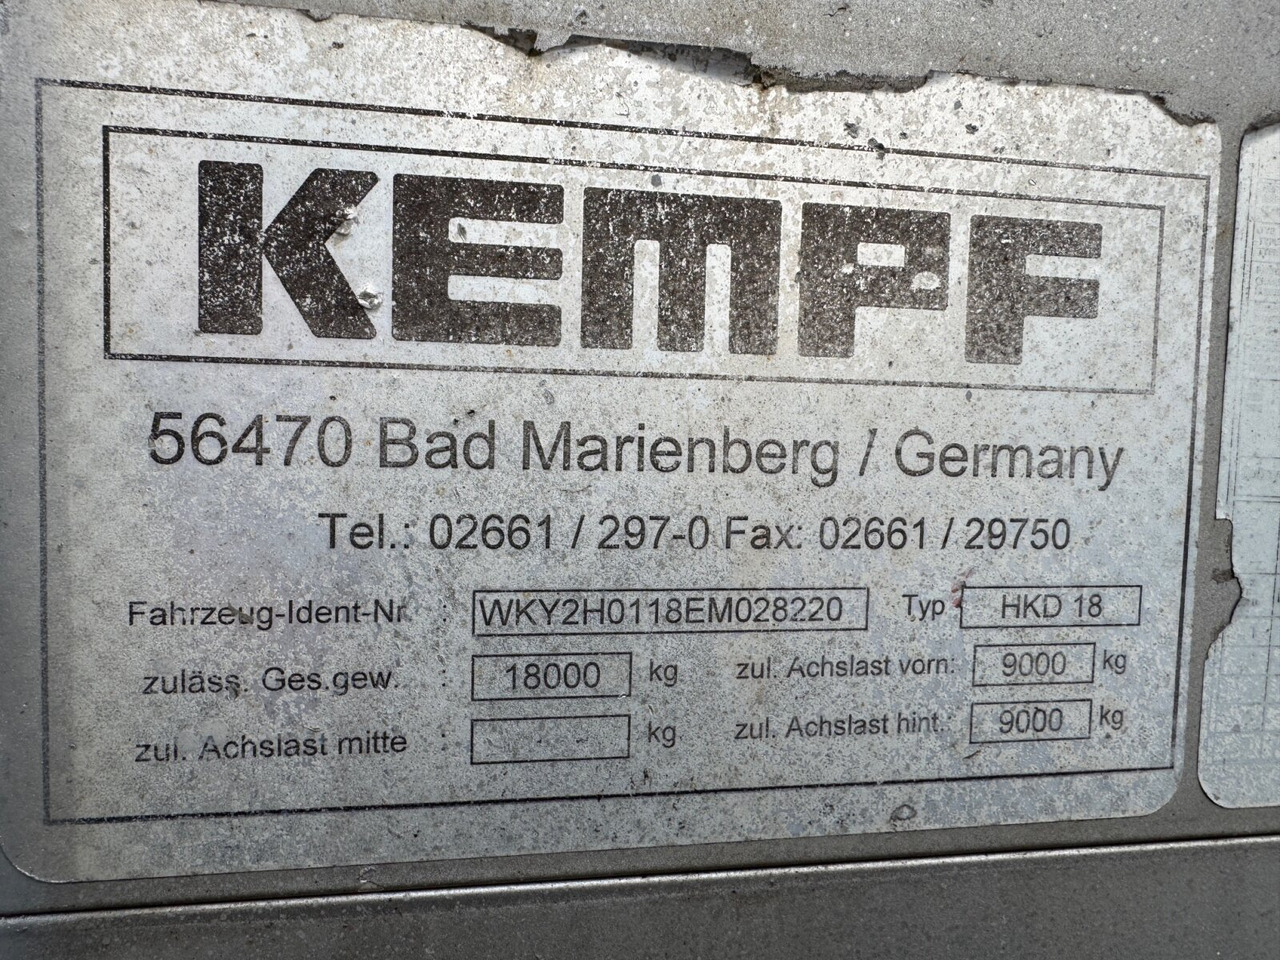 KEMPF
56470 Bad Marienberg / Germany
Tel.: 02661 / 297-0 Fax: 02661 / 29750
Fahrzeug-Ident-Nr. : WKY2H0118EM028220 Typ : HKD 18
zuläss. Ges.gew. : 18000 kg zul. Achslast vorn: 9000 kg
zul. Achslast mitte : - - - kg zul. Achslast hint.: 9000 kg